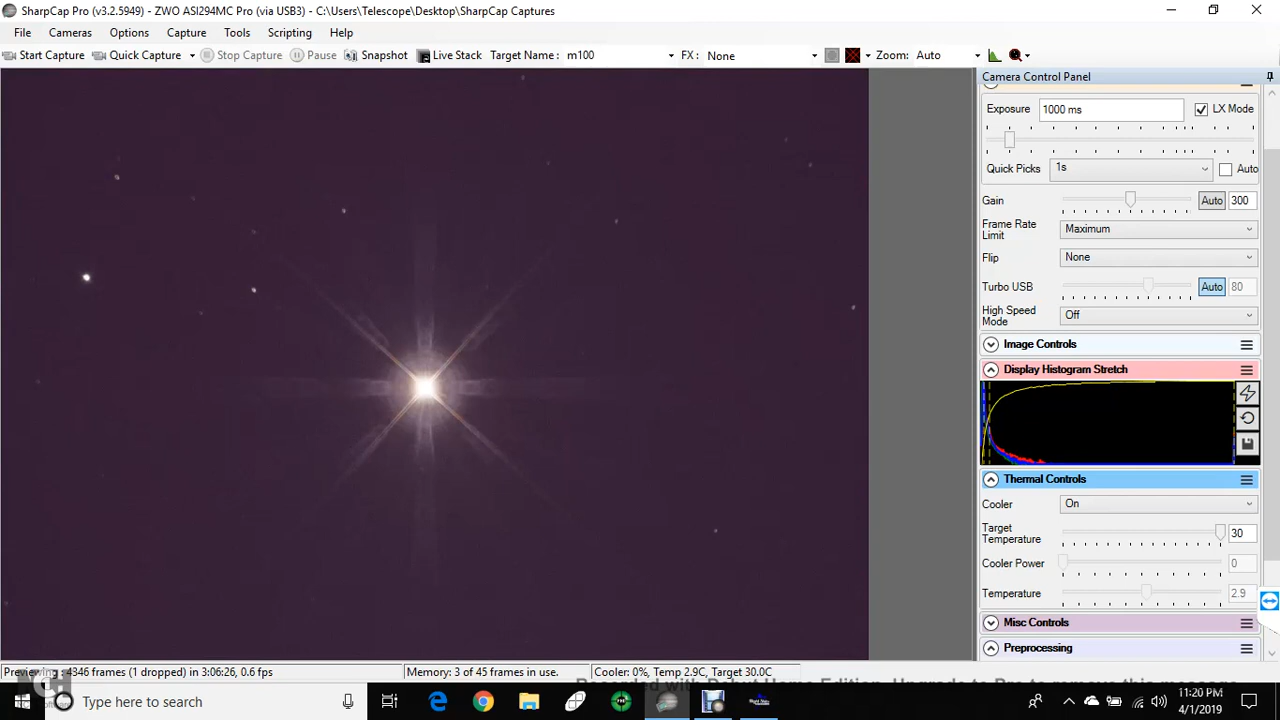 SharpCap Pro (v3.2.5949) - ZWO ASI294MC Pro (via USB3) - C:\Users\Telescope\Desktop\SharpCap Captures
File Cameras Options Capture Tools Scripting Help
Start Capture Quick Capture Stop Capture Pause Snapshot Live Stack Target Name : m100 FX : None Zoom: Auto
Camera Control Panel
Exposure 1000 ms LX Mode
Quick Picks 1s Auto
Gain Auto 300
Frame Rate Limit Maximum
Flip None
Turbo USB Auto 80
High Speed Mode Off
Image Controls
Display Histogram Stretch
Thermal Controls
Cooler On
Target Temperature 30
Cooler Power 0
Temperature 2.9
Misc Controls
Preprocessing
Previewing : 4346 frames (1 dropped) in 3:06:26, 0.6 fps Memory: 3 of 45 frames in use. Cooler: 0%, Temp 2.9C, Target 30.0C
Type here to search
11:20 PM
4/1/2019